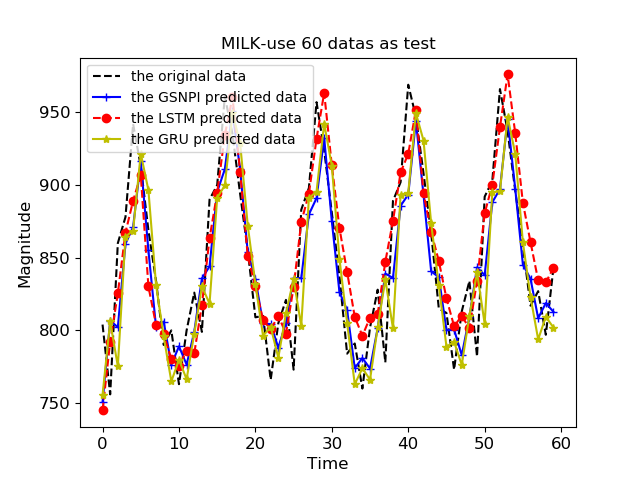 MILK-use 60 datas as test
the original data
the GSNPI predicted data
the LSTM predicted data
the GRU predicted data
Magnitude
950
900
850
800
750
0 10 20 30 40 50 60
Time